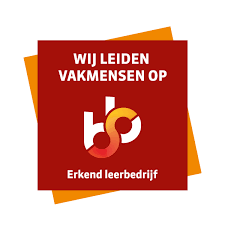 WIJ LEIDEN
VAKMENSEN OP
Erkend leerbedrijf